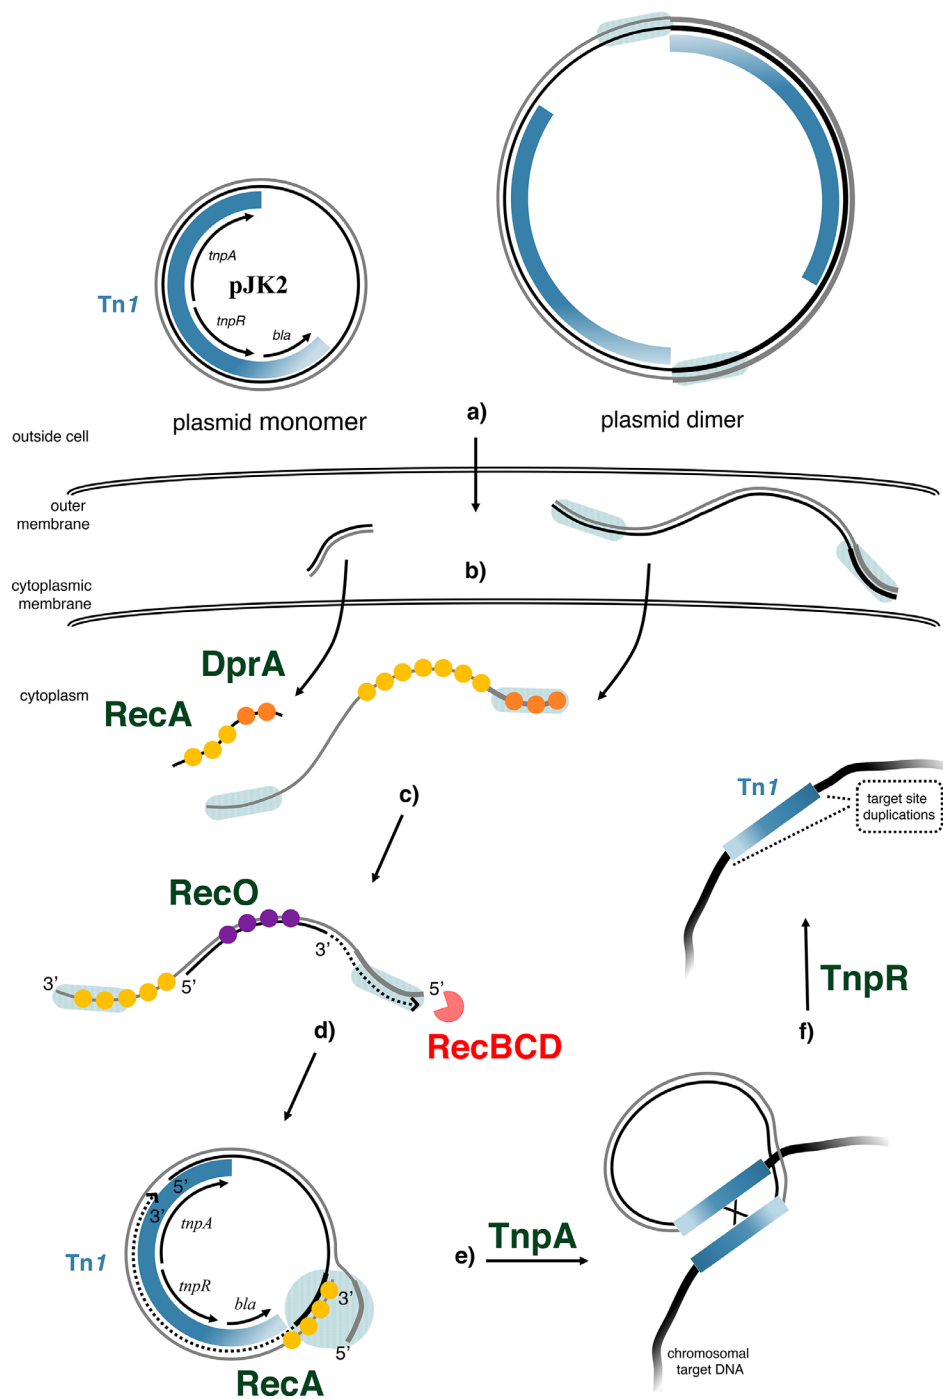 tnpA
pJK2
Tn1
tnpR
bla
plasmid monomer
plasmid dimer
a)
outside cell
outer
membrane
b)
cytoplasmic
membrane
DprA
cytoplasm
RecA
c)
Tn1
target site
duplications
RecO
3’
3’
5’
5’
RecBCD
d)
TnpR
f)
5’
3’
tnpA
Tn1
e)
TnpA
tnpR
bla
3’
5’
RecA
chromosomal
target DNA